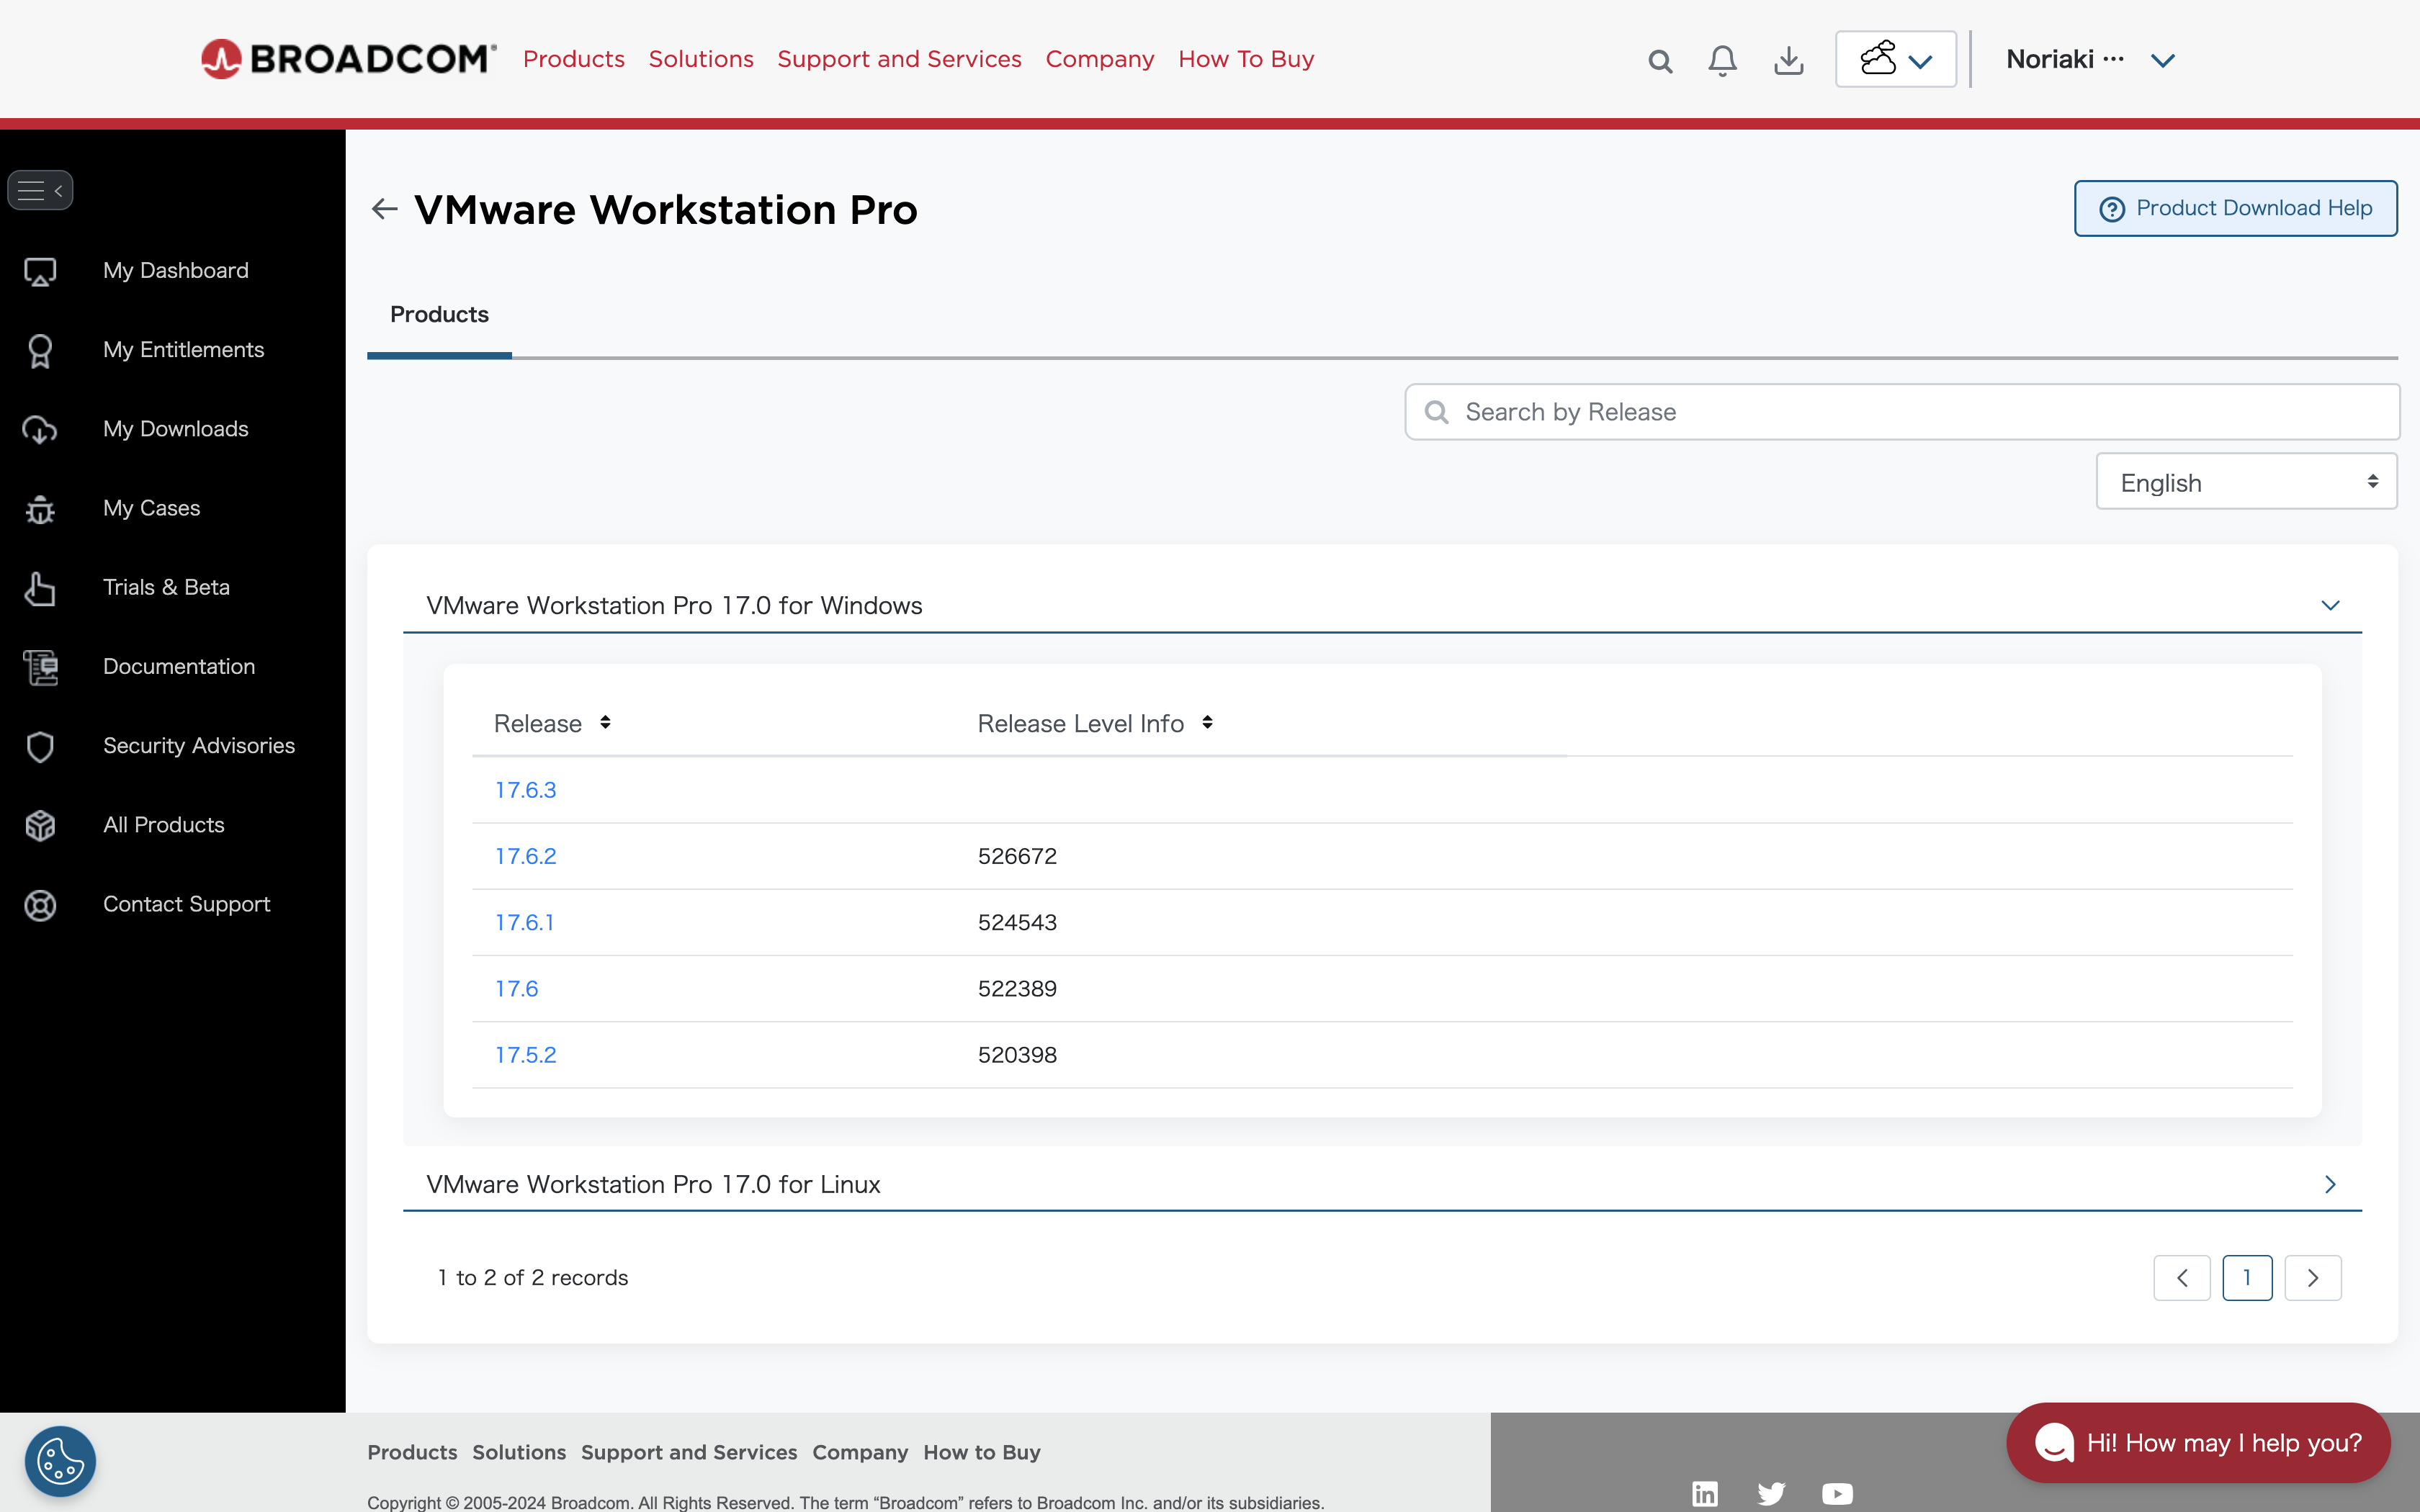 BROADCOM® Products Solutions Support and Services Company How To Buy Noriaki ···
VMware Workstation Pro
Product Download Help
My Dashboard
My Entitlements
My Downloads
My Cases
Trials & Beta
Documentation
Security Advisories
All Products
Contact Support
Products
Search by Release
English
VMware Workstation Pro 17.0 for Windows
Release Release Level Info
17.6.3
17.6.2 526672
17.6.1 524543
17.6 522389
17.5.2 520398
VMware Workstation Pro 17.0 for Linux
1 to 2 of 2 records
1
Products Solutions Support and Services Company How to Buy
Copyright © 2005-2024 Broadcom. All Rights Reserved. The term “Broadcom” refers to Broadcom Inc. and/or its subsidiaries.
in
Hi! How may I help you?